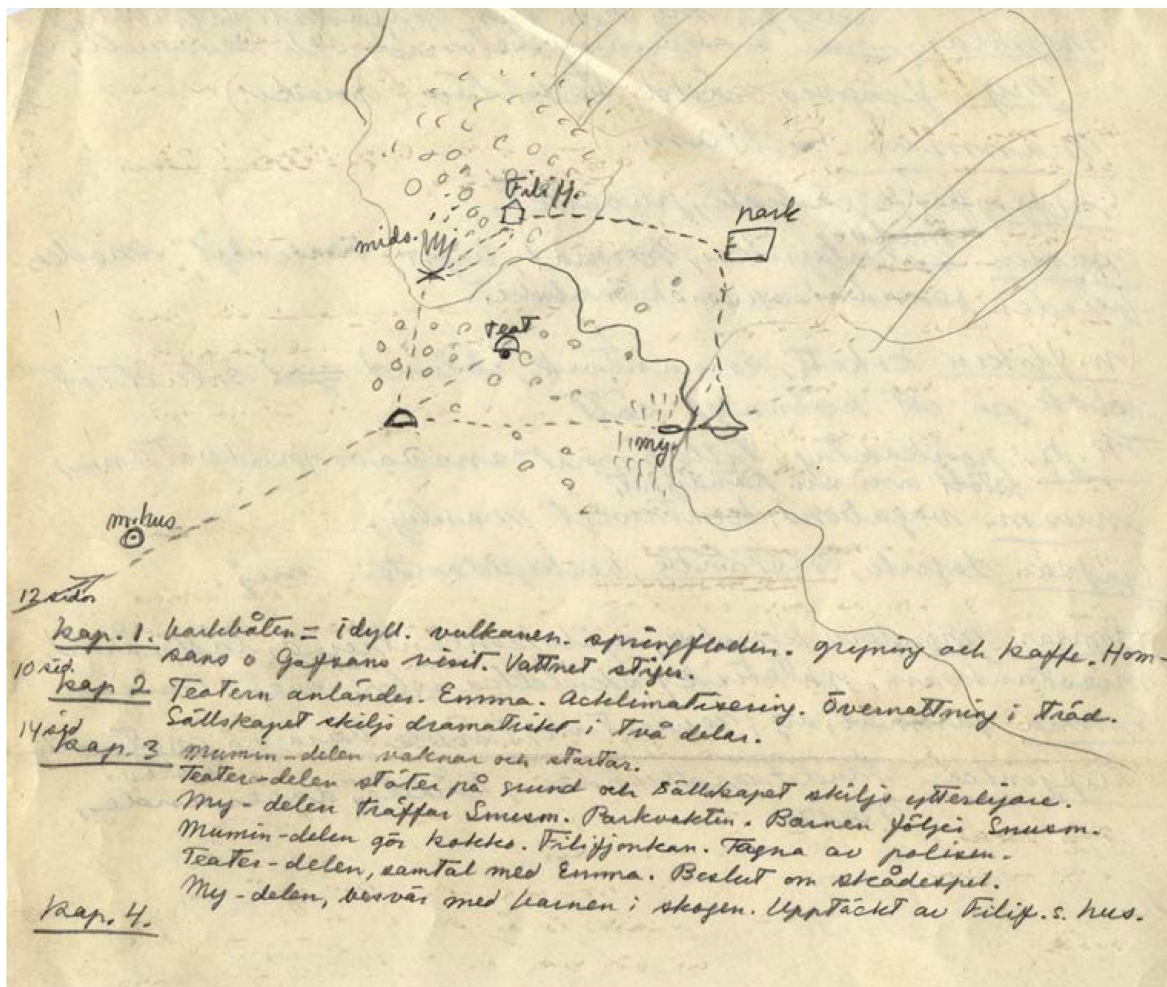 Filifj.
park
mids.
Teat
my.
m.hus
12 sidor
kap. 1. barkbåten = idyll. vulkanen. springfloden. gryning och kaffe. Hom-
sans o Gafsans visit. Vattnet stiger.
10 sid.
kap 2 Teatern anländer. Emma. Acklimatisering. Övernattning i träd.
Sällskapet skiljs dramatiskt i två delar.
14 sid
kap. 3 mumin-delen vaknar och startar.
Teater-delen stöter på grund och sällskapet skiljs ytterligare.
My-delen träffar Snusm. Parkvakten. Barnen följer Snusm.
Mumin-delen gör kokko. Filifjonkan. Tagna av polisen.
Teater-delen, samtal med Emma. Beslut om skådespel.
My-delen, besvär med barnen i skogen. Upptäckt av Filif.s. hus.
kap. 4.